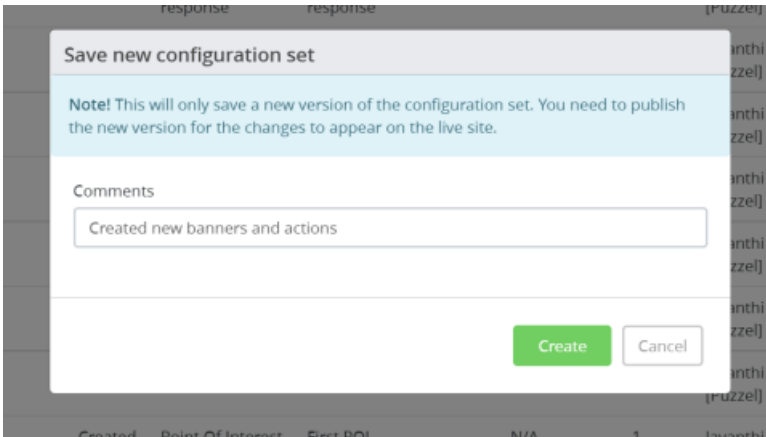 response response [Puzzel]
Save new configuration set
Note! This will only save a new version of the configuration set. You need to publish
the new version for the changes to appear on the live site.
Comments
Created new banners and actions
Create Cancel
[Puzzel]
Created Point Of Interest First POI N/A 1 Jayanthi